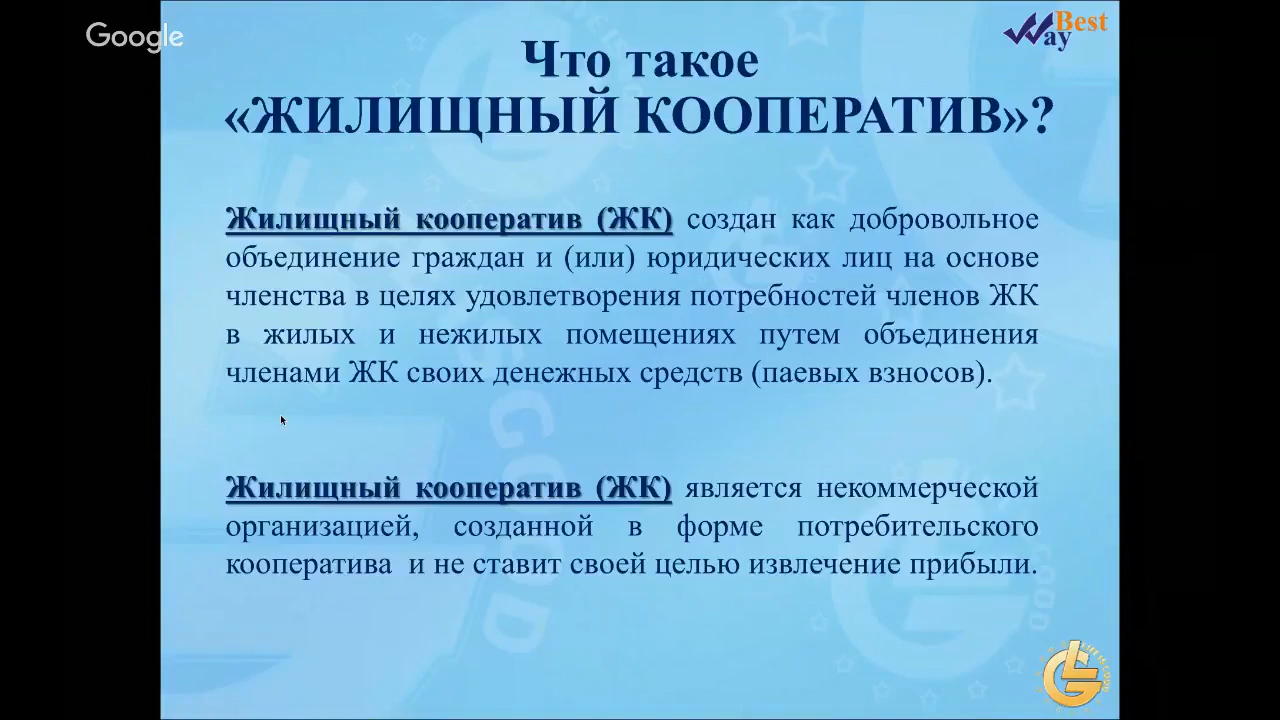 Google
Best
Way
Что такое
«ЖИЛИЩНЫЙ КООПЕРАТИВ»?
Жилищный кооператив (ЖК) создан как добровольное
объединение граждан и (или) юридических лиц на основе
членства в целях удовлетворения потребностей членов ЖК
в жилых и нежилых помещениях путем объединения
членами ЖК своих денежных средств (паевых взносов).
Жилищный кооператив (ЖК) является некоммерческой
организацией, созданной в форме потребительского
кооператива и не ставит своей целью извлечение прибыли.
GOOD